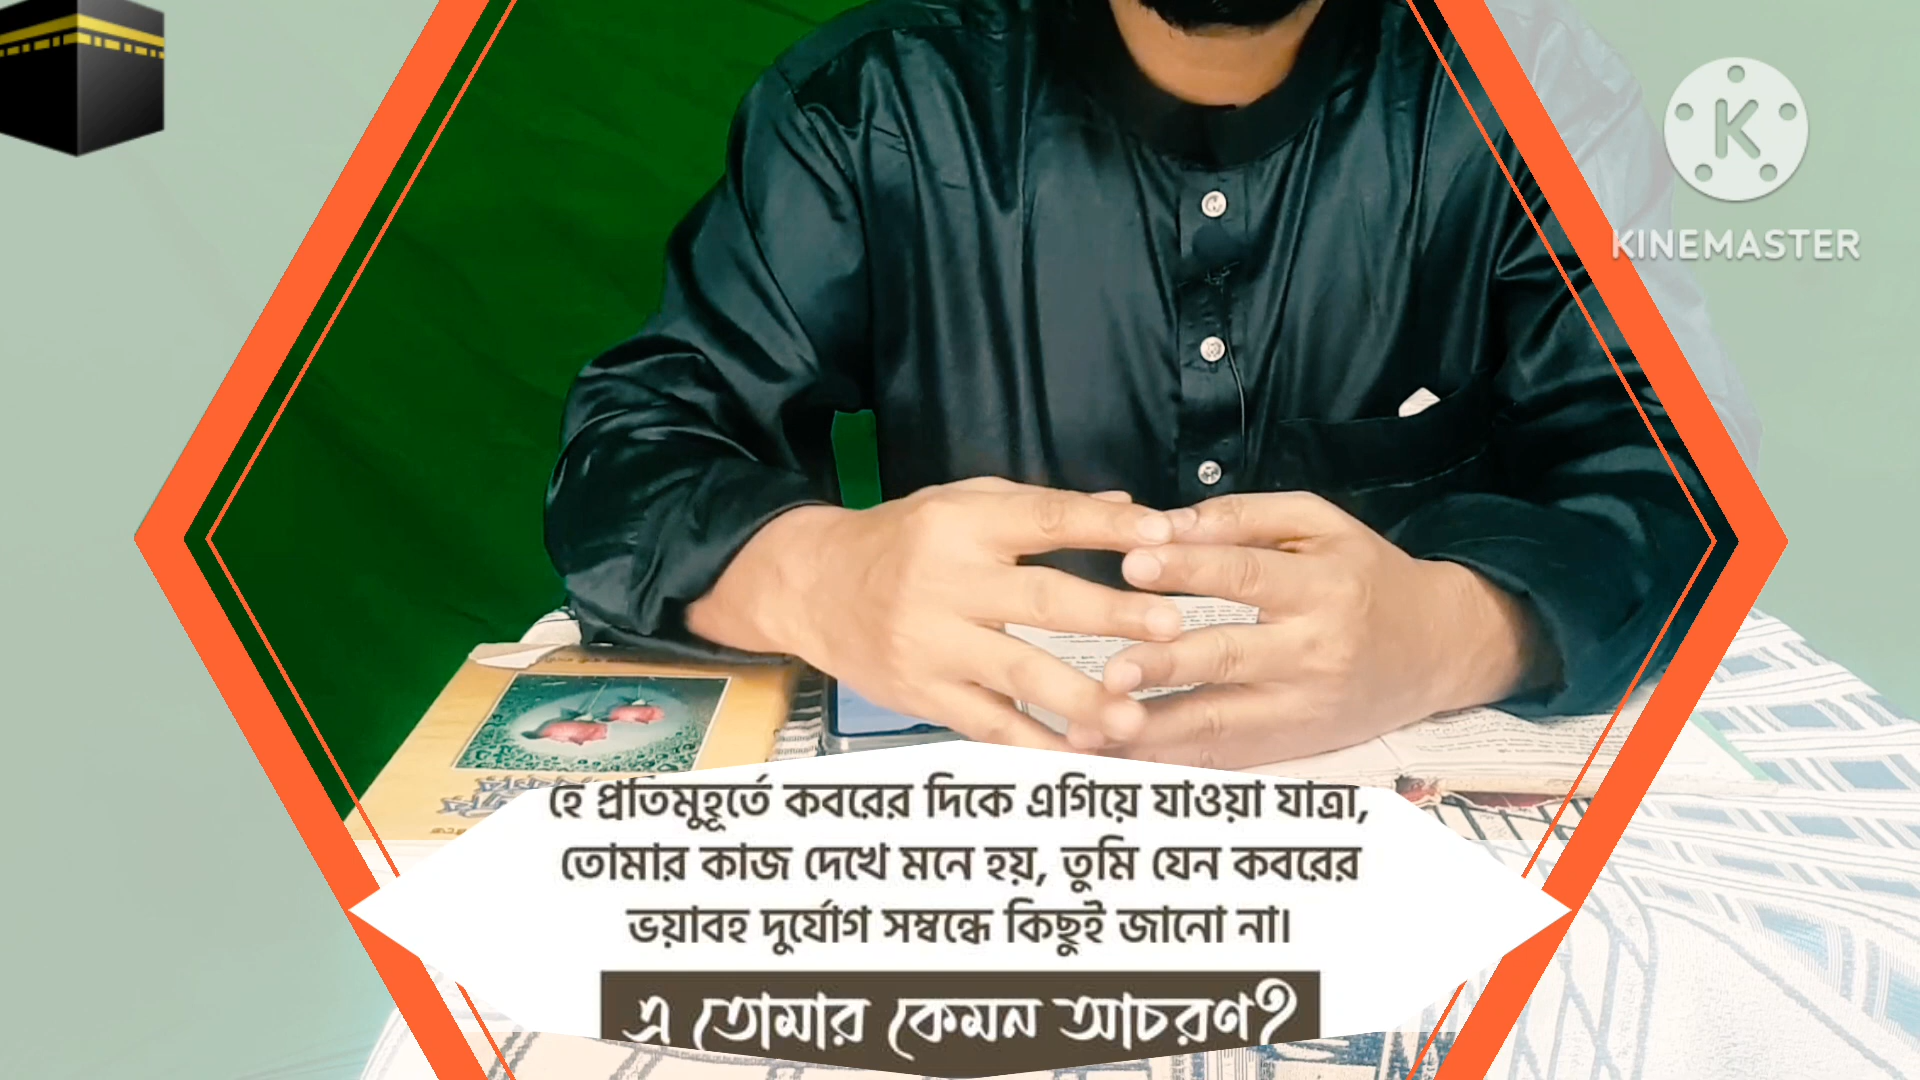 KINEMASTER
হে প্রতিমুহূর্তে কবরের দিকে এগিয়ে যাওয়া যাত্রা,
তোমার কাজ দেখে মনে হয়, তুমি যেন কবরের
ভয়াবহ দুর্যোগ সম্বন্ধে কিছুই জানো না।
এ তোমার কেমন আচরণ?